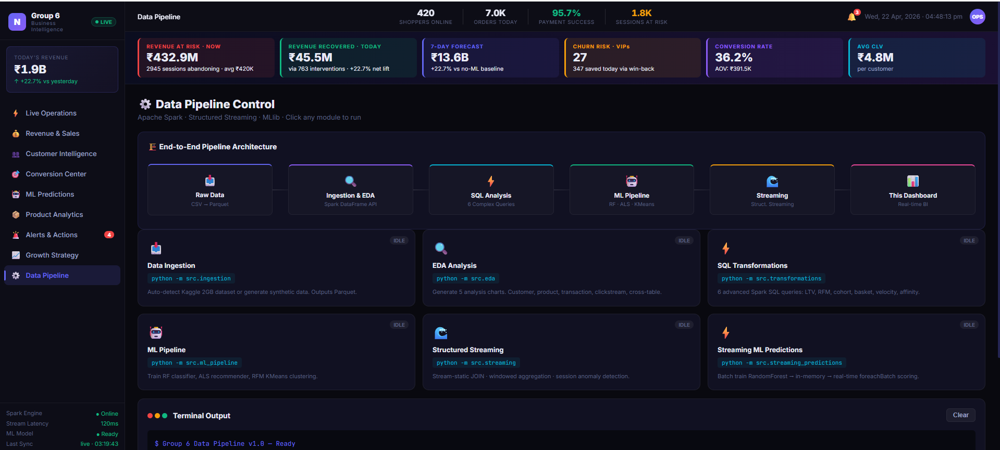 N
Group 6
Business
Intelligence
LIVE
TODAY'S REVENUE
₹1.9B
↑ +22.7% vs yesterday
Live Operations
Revenue & Sales
Customer Intelligence
Conversion Center
ML Predictions
Product Analytics
Alerts & Actions 4
Growth Strategy
Data Pipeline
Spark Engine ● Online
Stream Latency 120ms
ML Model ● Ready
Last Sync live · 03:19:43
Data Pipeline
420
SHOPPERS ONLINE
7.0K
ORDERS TODAY
95.7%
PAYMENT SUCCESS
1.8K
SESSIONS AT RISK
3
Wed, 22 Apr, 2026 · 04:48:13 pm
OPS
REVENUE AT RISK · NOW
₹432.9M
2945 sessions abandoning · avg ₹420K
REVENUE RECOVERED · TODAY
₹45.5M
via 763 interventions · +22.7% net lift
7-DAY FORECAST
₹13.6B
+22.7% vs no-ML baseline
CHURN RISK · VIPs
27
347 saved today via win-back
CONVERSION RATE
36.2%
AOV: ₹391.5K
AVG CLV
₹4.8M
per customer
Data Pipeline Control
Apache Spark · Structured Streaming · MLlib · Click any module to run
End-to-End Pipeline Architecture
Raw Data
CSV → Parquet
Ingestion & EDA
Spark DataFrame API
SQL Analysis
6 Complex Queries
ML Pipeline
RF · ALS · KMeans
Streaming
Struct. Streaming
This Dashboard
Real-time BI
IDLE
Data Ingestion
python -m src.ingestion
Auto-detect Kaggle 2GB dataset or generate synthetic data. Outputs Parquet.
IDLE
EDA Analysis
python -m src.eda
Generate 5 analysis charts. Customer, product, transaction, clickstream, cross-table.
IDLE
SQL Transformations
python -m src.transformations
6 advanced Spark SQL queries: LTV, RFM, cohort, basket, velocity, affinity.
IDLE
ML Pipeline
python -m src.ml_pipeline
Train RF classifier, ALS recommender, RFM KMeans clustering.
IDLE
Structured Streaming
python -m src.streaming
Stream-static JOIN · windowed aggregation · session anomaly detection.
IDLE
Streaming ML Predictions
python -m src.streaming_predictions
Batch train RandomForest → in-memory → real-time foreachBatch scoring.
Terminal Output
Clear
$ Group 6 Data Pipeline v1.0 — Ready